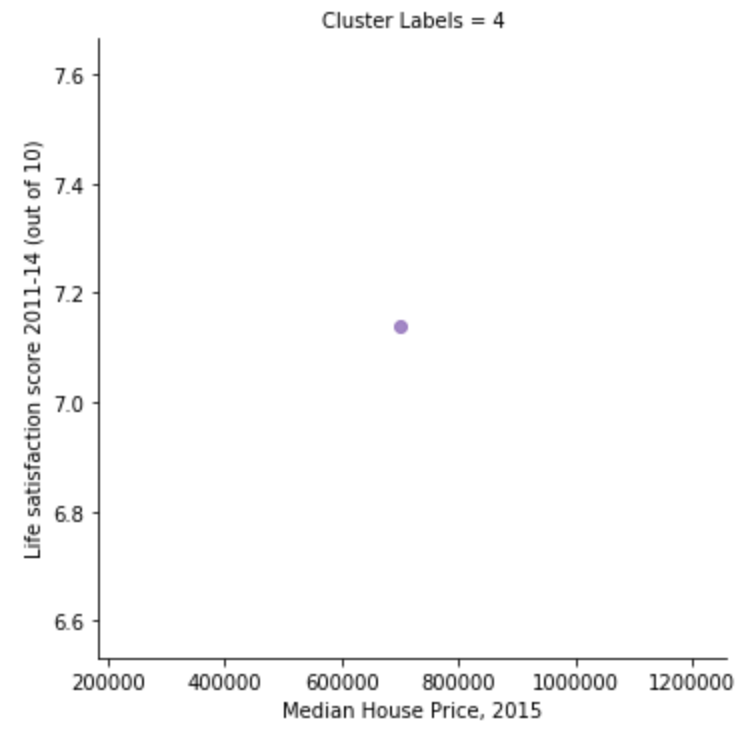 Cluster Labels = 4
Life satisfaction score 2011-14 (out of 10)
7.6
7.4
7.2
7.0
6.8
6.6
200000 400000 600000 800000 1000000 1200000
Median House Price, 2015